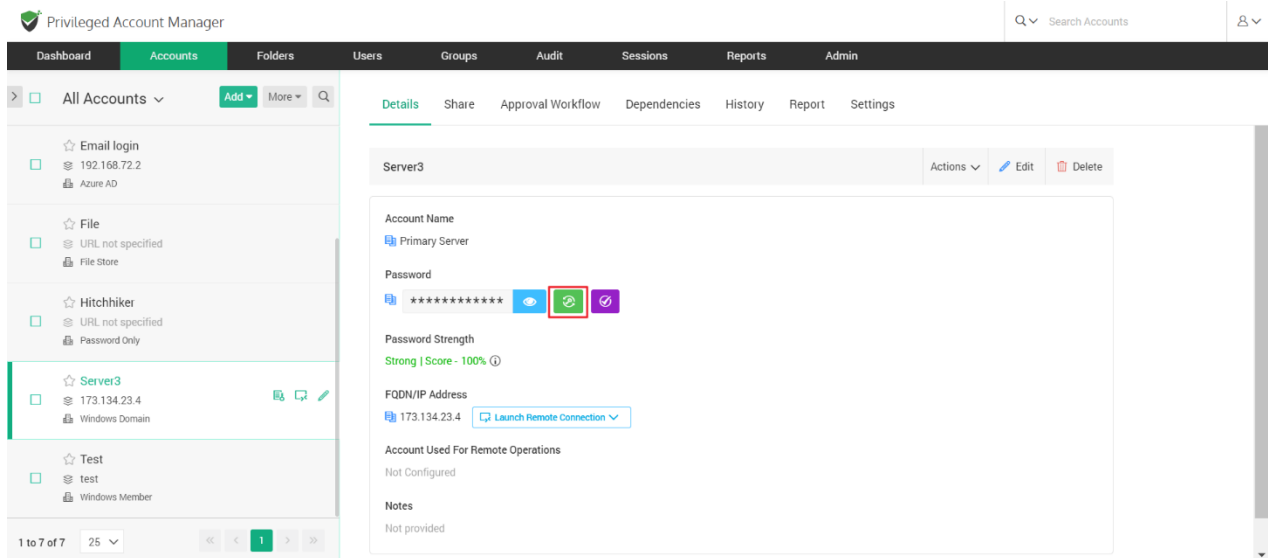 Privileged Account Manager
Search Accounts
Dashboard Accounts Folders Users Groups Audit Sessions Reports Admin
All Accounts
Add
More
Details Share Approval Workflow Dependencies History Report Settings
Email login
192.168.72.2
Azure AD
File
URL not specified
File Store
Hitchhiker
URL not specified
Password Only
Server3
173.134.23.4
Windows Domain
Test
test
Windows Member
1 to 7 of 7
25
« < 1 > »
Server3
Actions
Edit
Delete
Account Name
Primary Server
Password
************
Password Strength
Strong | Score - 100%
FQDN/IP Address
173.134.23.4
Launch Remote Connection
Account Used For Remote Operations
Not Configured
Notes
Not provided